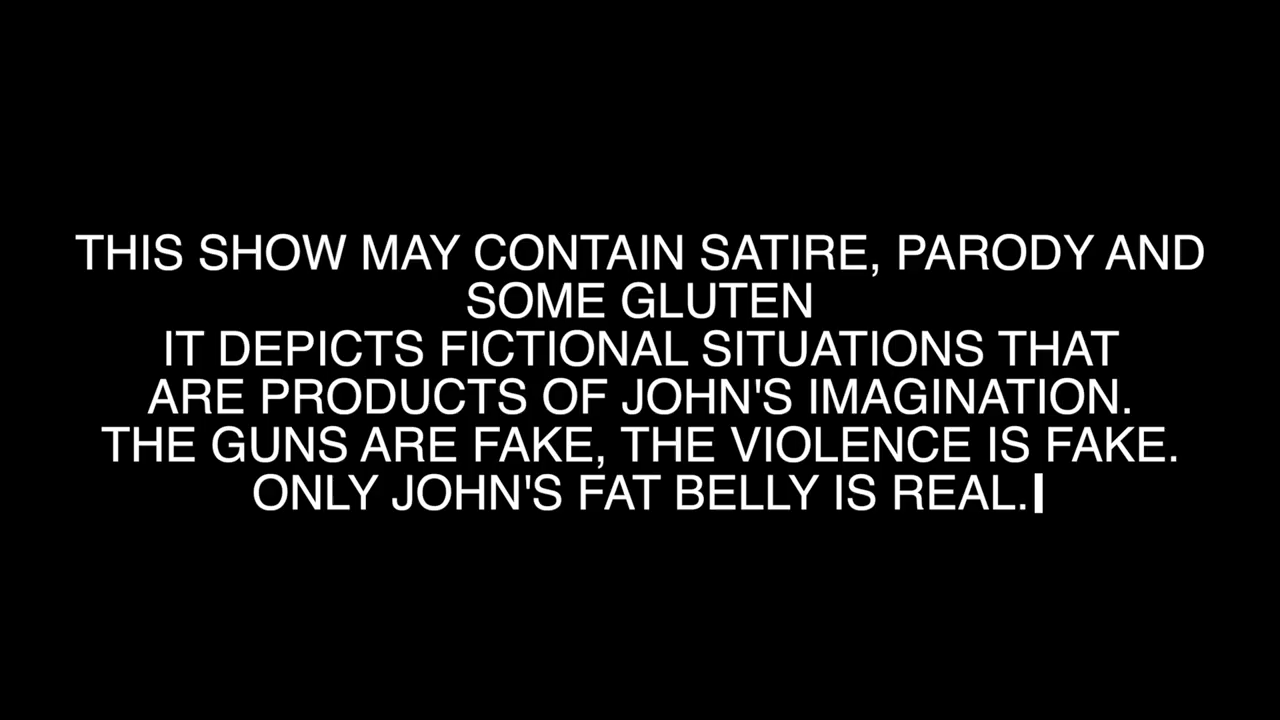 THIS SHOW MAY CONTAIN SATIRE, PARODY AND
SOME GLUTEN
IT DEPICTS FICTIONAL SITUATIONS THAT
ARE PRODUCTS OF JOHN'S IMAGINATION.
THE GUNS ARE FAKE, THE VIOLENCE IS FAKE.
ONLY JOHN'S FAT BELLY IS REAL.